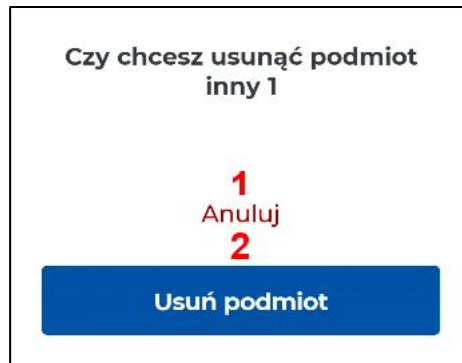 Czy chcesz usunąć podmiot
inny 1
1
Anuluj
2
Usuń podmiot